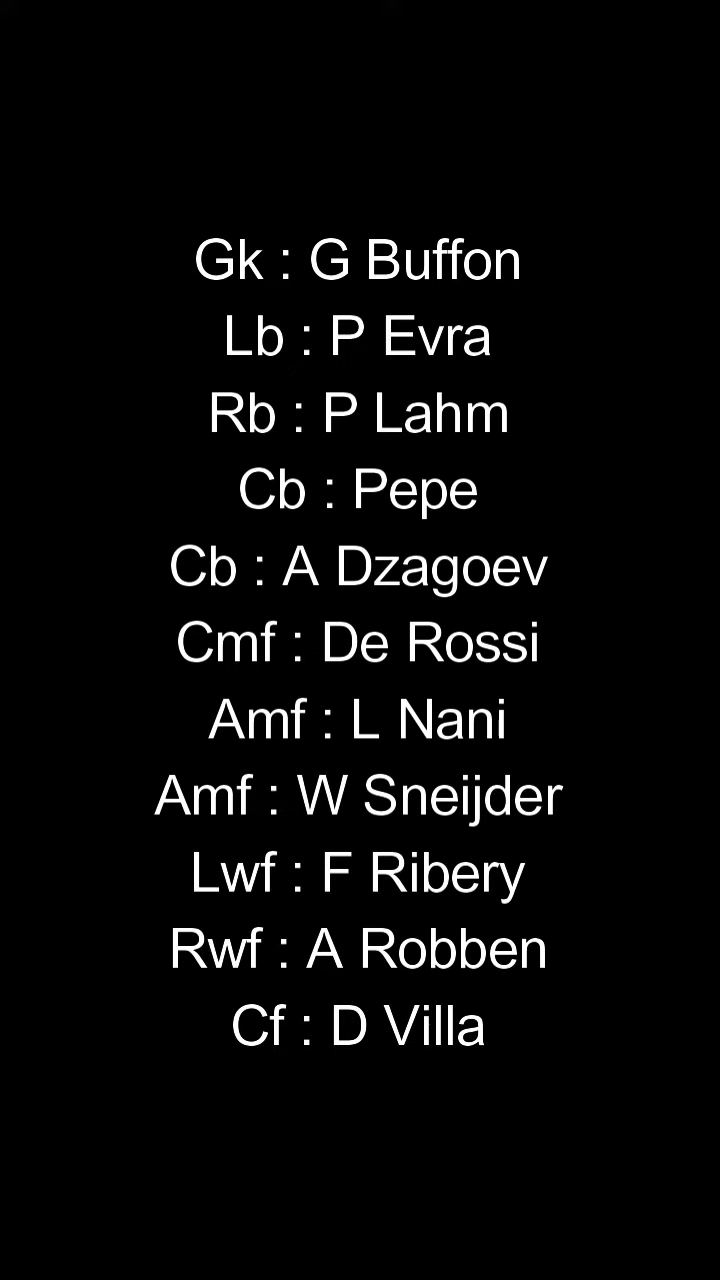 Gk : G Buffon
Lb : P Evra
Rb : P Lahm
Cb : Pepe
Cb : A Dzagoev
Cmf : De Rossi
Amf : L Nani
Amf : W Sneijder
Lwf : F Ribery
Rwf : A Robben
Cf : D Villa